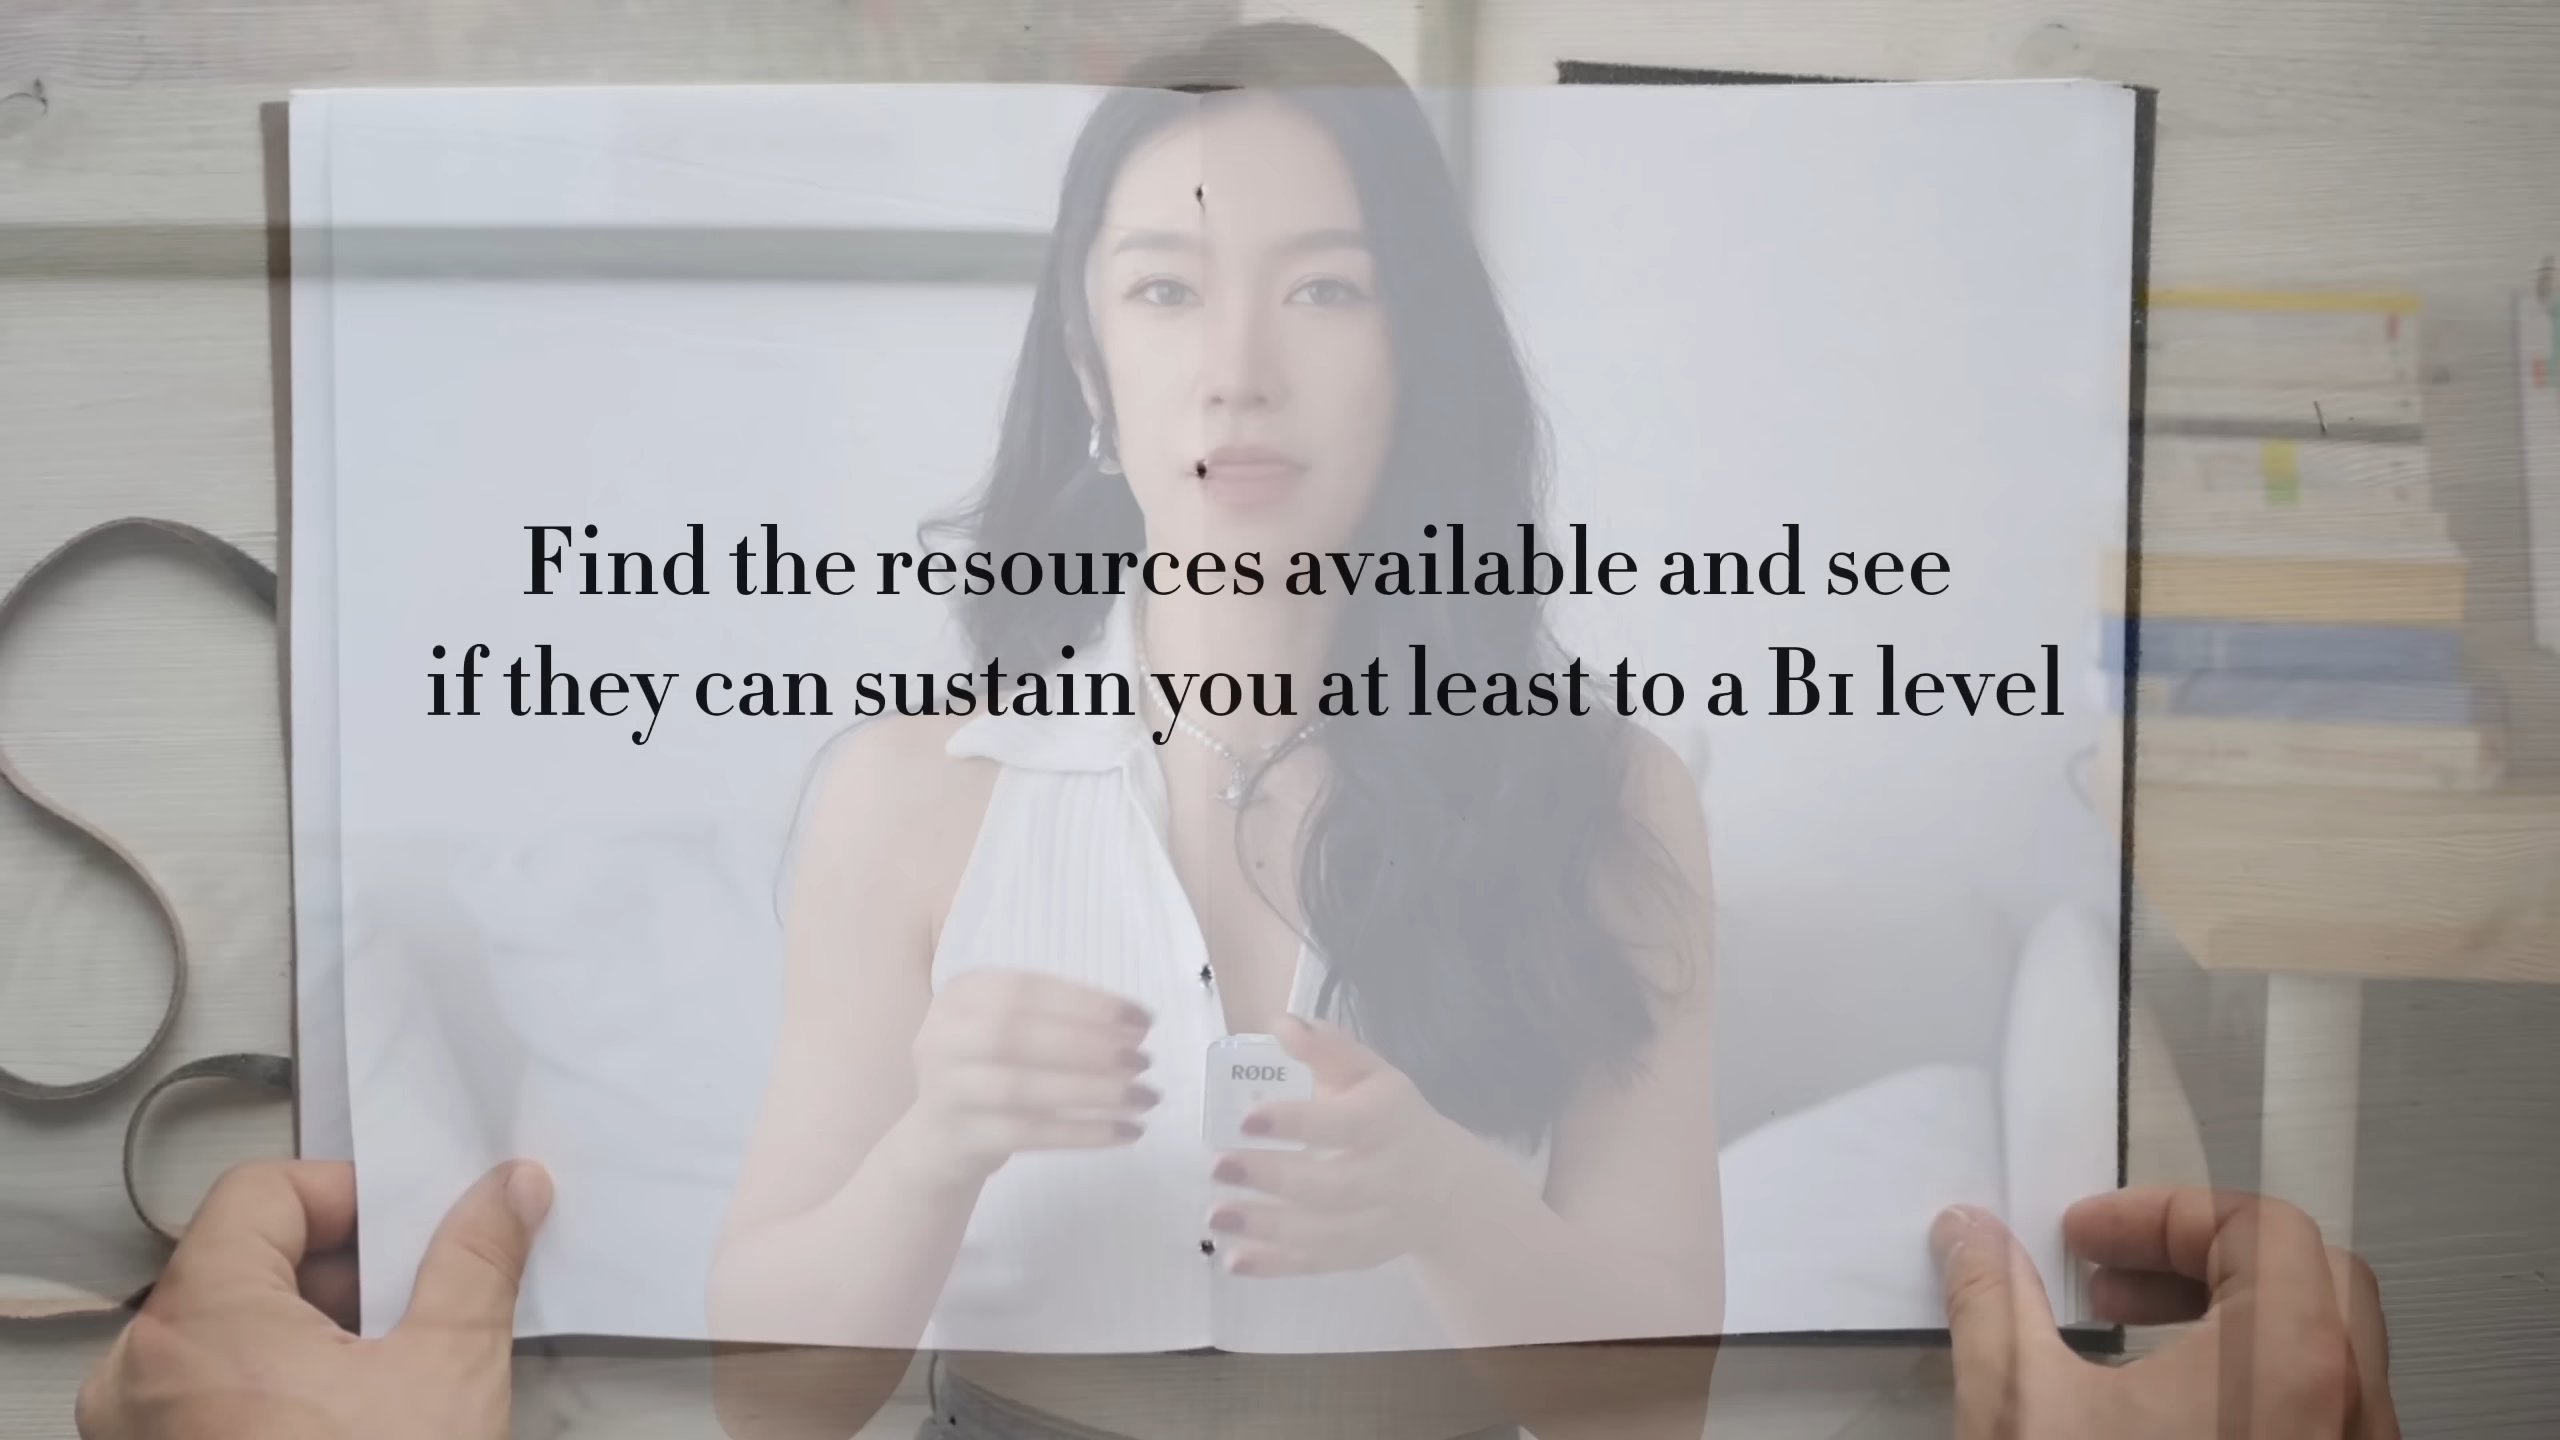 Find the resources available and see
if they can sustain you at least to a B1 level
RØDE